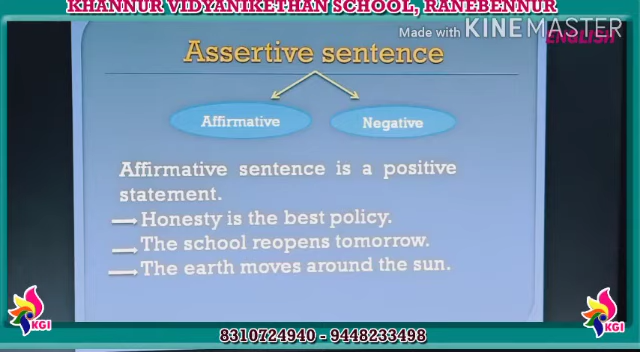 KHANNUR VIDYANIKETHAN SCHOOL, RANEBENNUR
Made with KINEMASTER
ENGLISH
Assertive sentence
Affirmative
Negative
Affirmative sentence is a positive
statement.
Honesty is the best policy.
The school reopens tomorrow.
The earth moves around the sun.
KGI
KGI
8310724940 - 9448233498